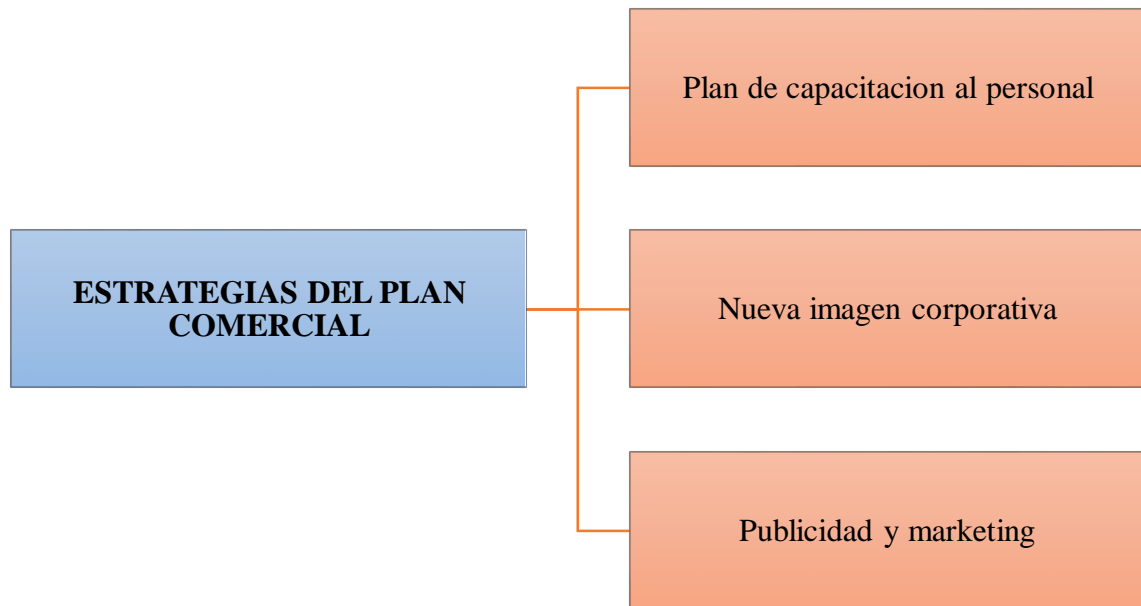 Plan de capacitacion al personal
ESTRATEGIAS DEL PLAN
COMERCIAL
Nueva imagen corporativa
Publicidad y marketing